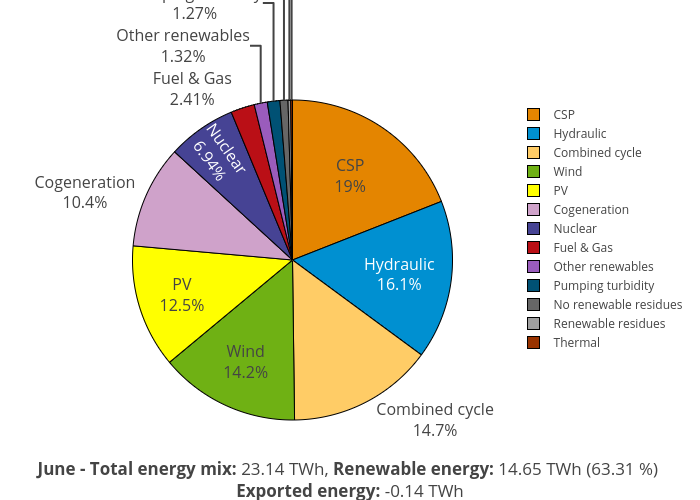 1.27%
Other renewables
1.32%
Fuel & Gas
2.41%
Nuclear
6.94%
Cogeneration
10.4%
PV
12.5%
Wind
14.2%
Combined cycle
14.7%
Hydraulic
16.1%
CSP
19%
CSP
Hydraulic
Combined cycle
Wind
PV
Cogeneration
Nuclear
Fuel & Gas
Other renewables
Pumping turbidity
No renewable residues
Renewable residues
Thermal
June - Total energy mix: 23.14 TWh, Renewable energy: 14.65 TWh (63.31 %)
Exported energy: -0.14 TWh